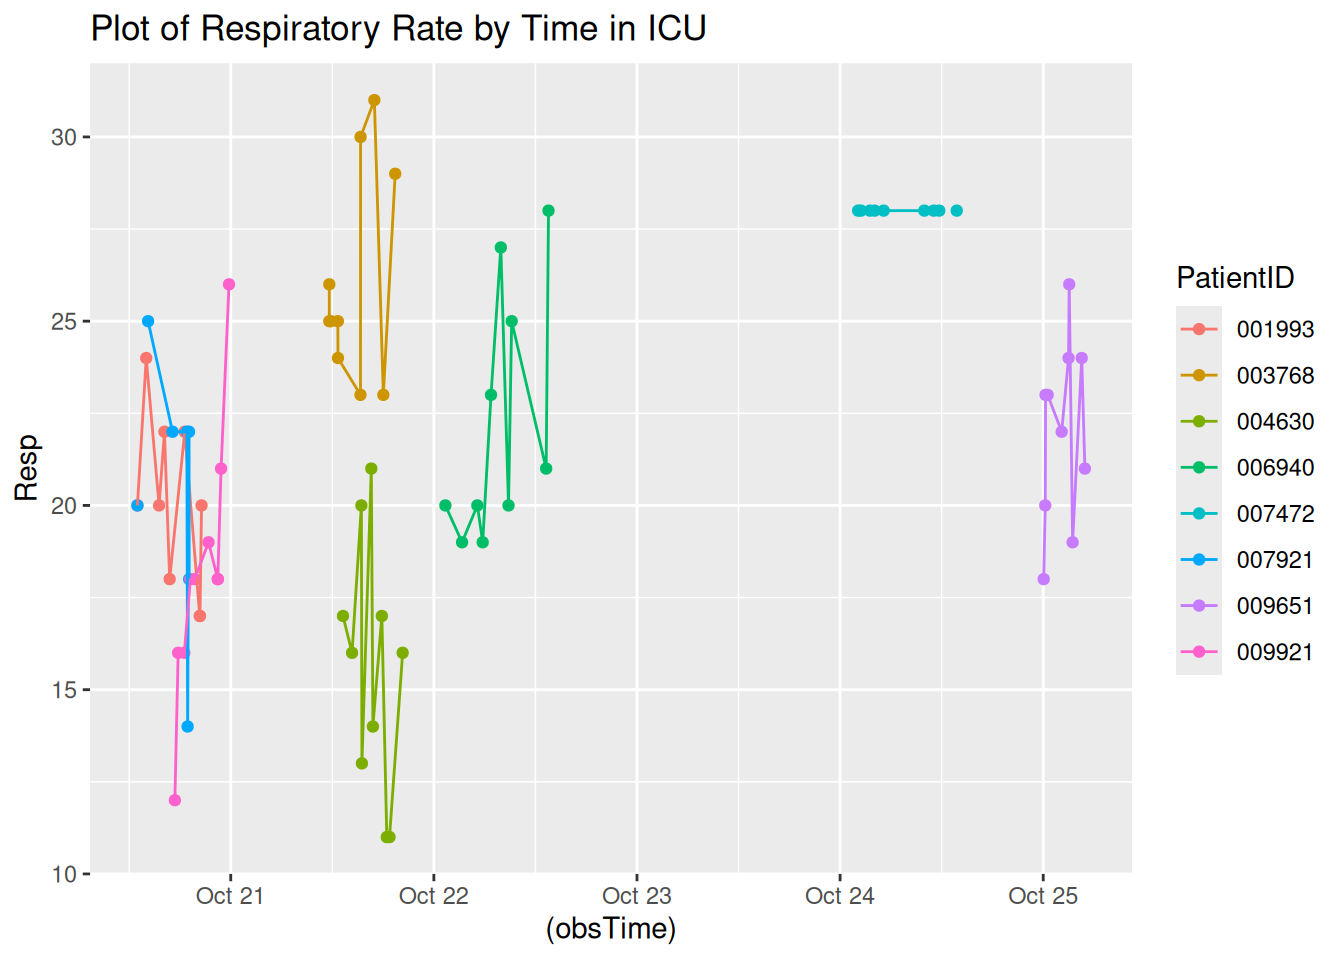 Plot of Respiratory Rate by Time in ICU
Resp
30
25
20
15
10
Oct 21 Oct 22 Oct 23 Oct 24 Oct 25
(obsTime)
PatientID
001993
003768
004630
006940
007472
007921
009651
009921